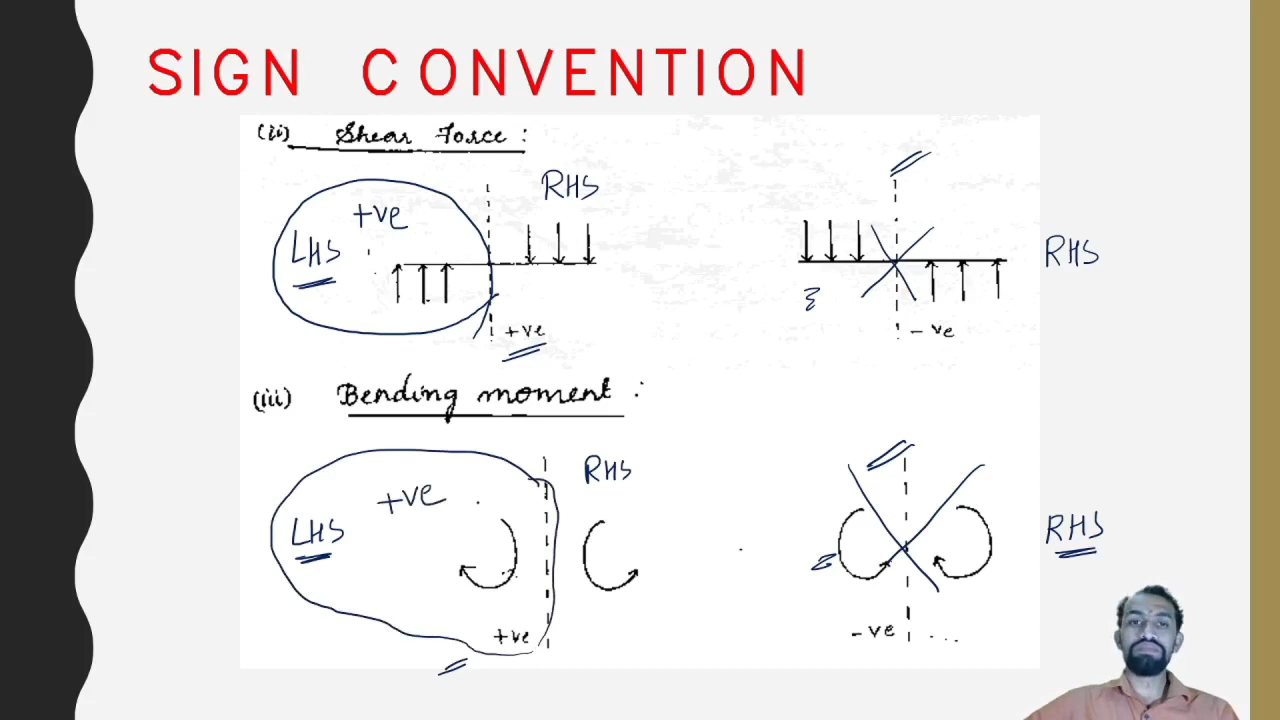 SIGN CONVENTION
(ii) Shear Force:
+ve
LHS
RHS
+ve
RHS
-ve
(iii) Bending moment:
+ve
LHS
RHS
+ve
RHS
-ve